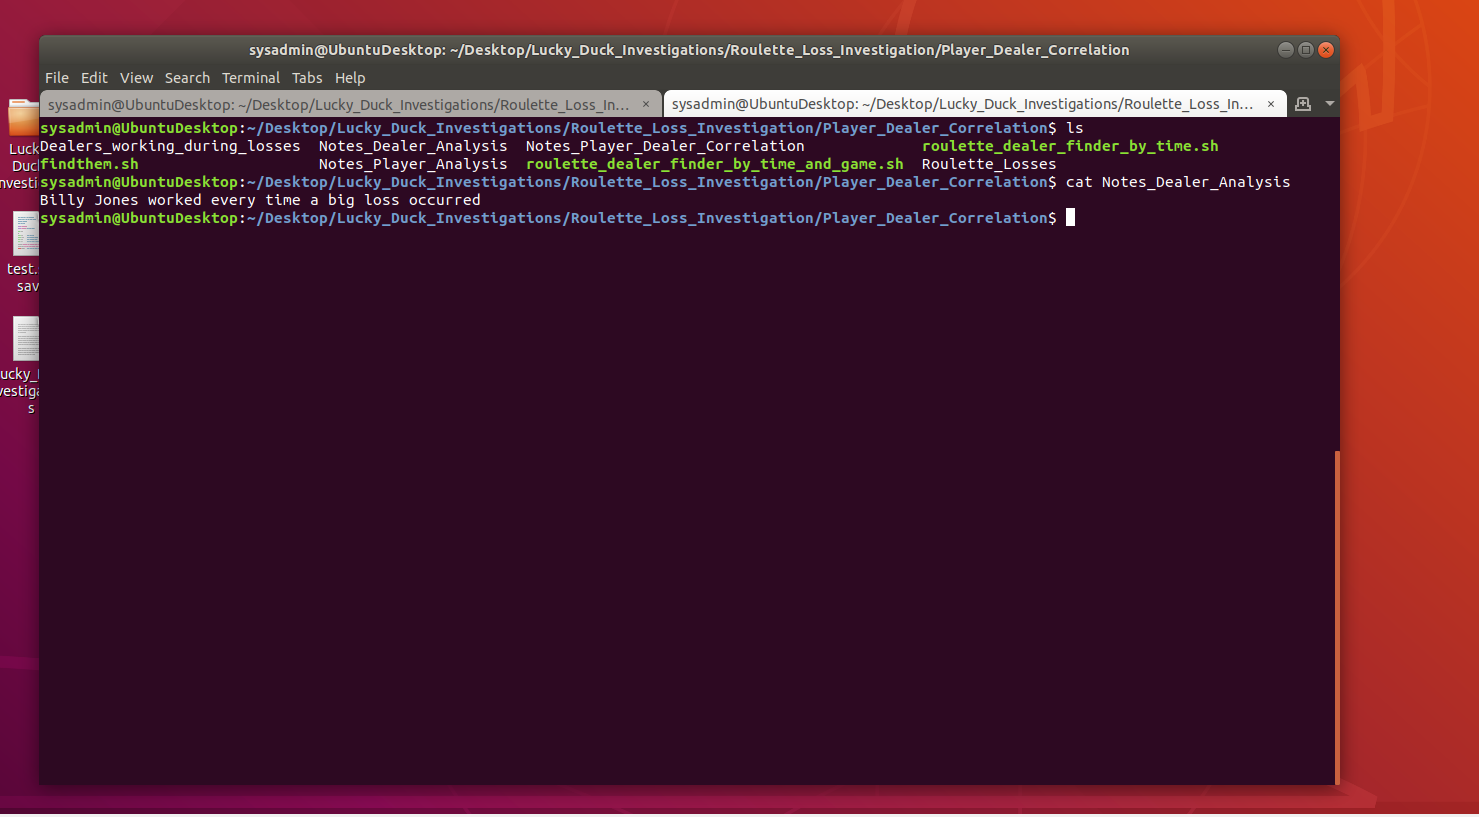 sysadmin@UbuntuDesktop: ~/Desktop/Lucky_Duck_Investigations/Roulette_Loss_Investigation/Player_Dealer_Correlation
File Edit View Search Terminal Tabs Help
sysadmin@UbuntuDesktop: ~/Desktop/Lucky_Duck_Investigations/Roulette_Loss_In... × sysadmin@UbuntuDesktop: ~/Desktop/Lucky_Duck_Investigations/Roulette_Loss_In... ×
sysadmin@UbuntuDesktop:~/Desktop/Lucky_Duck_Investigations/Roulette_Loss_Investigation/Player_Dealer_Correlation$ ls
Dealers_working_during_losses Notes_Dealer_Analysis Notes_Player_Dealer_Correlation roulette_dealer_finder_by_time.sh
findthem.sh Notes_Player_Analysis roulette_dealer_finder_by_time_and_game.sh Roulette_Losses
sysadmin@UbuntuDesktop:~/Desktop/Lucky_Duck_Investigations/Roulette_Loss_Investigation/Player_Dealer_Correlation$ cat Notes_Dealer_Analysis
Billy Jones worked every time a big loss occurred
sysadmin@UbuntuDesktop:~/Desktop/Lucky_Duck_Investigations/Roulette_Loss_Investigation/Player_Dealer_Correlation$
Luck
Duc
nvesti
test.
sav
ucky_
vestiga
s